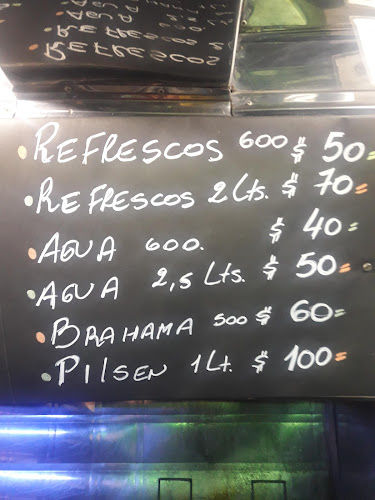 • REFRESCOS 600 $ 50=
• REFRESCOS 2 Lts. $ 70=
• AGUA 600. $ 40=
• AGUA 2,5 Lts. $ 50=
• BRAHAMA 500 $ 60=
• PIlSEN 1 Lt. $ 100=